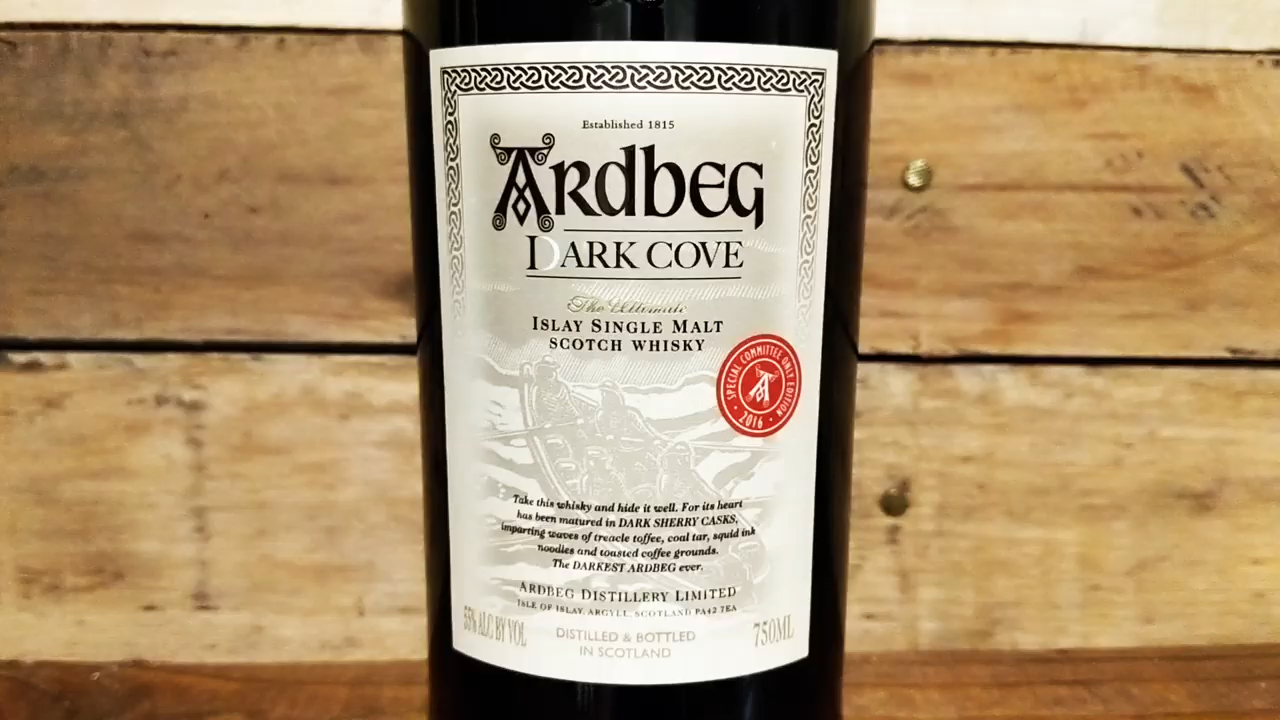 Established 1815
ARdbEG
DARK COVE
The Ultimate
ISLAY SINGLE MALT
SCOTCH WHISKY
SPECIAL COMMITTEE ONLY EDITION
A
· 2016 ·
Take this whisky and hide it well. For its heart
has been matured in DARK SHERRY CASKS,
imparting waves of treacle toffee, coal tar, squid ink
noodles and toasted coffee grounds.
The DARKEST ARDBEG ever.
ARDBEG DISTILLERY LIMITED
ISLE OF ISLAY, ARGYLL, SCOTLAND PA42 7EA
55% ALC BY VOL
DISTILLED & BOTTLED
IN SCOTLAND
750ML